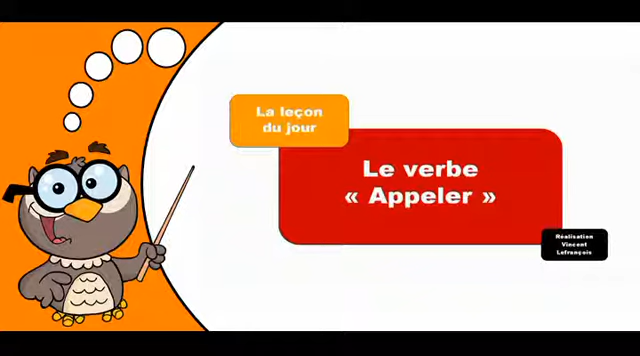 La leçon
du jour
Le verbe
« Appeler »
Réalisation
Vincent
Lefrançois